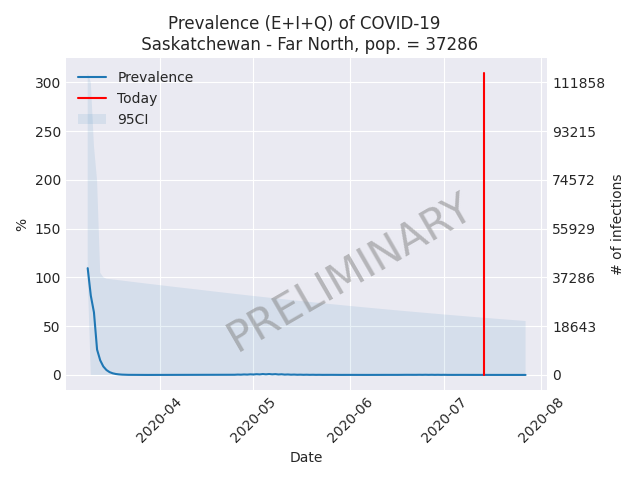 Prevalence (E+I+Q) of COVID-19
Saskatchewan - Far North, pop. = 37286
Prevalence
Today
95CI
300
250
200
150
100
50
0
%
111858
93215
74572
55929
37286
18643
0
# of infections
PRELIMINARY
2020-04
2020-05
2020-06
2020-07
2020-08
Date